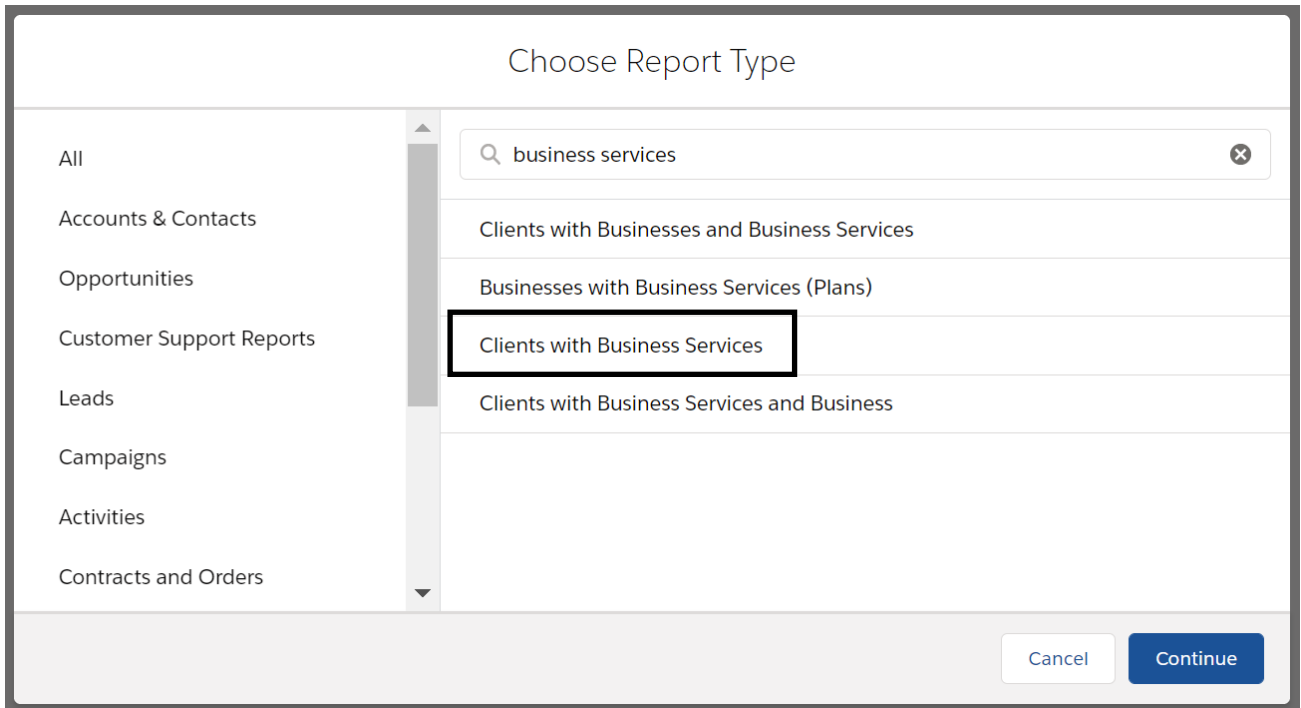 Choose Report Type
All
Accounts & Contacts
Opportunities
Customer Support Reports
Leads
Campaigns
Activities
Contracts and Orders
business services
Clients with Businesses and Business Services
Businesses with Business Services (Plans)
Clients with Business Services
Clients with Business Services and Business
Cancel
Continue